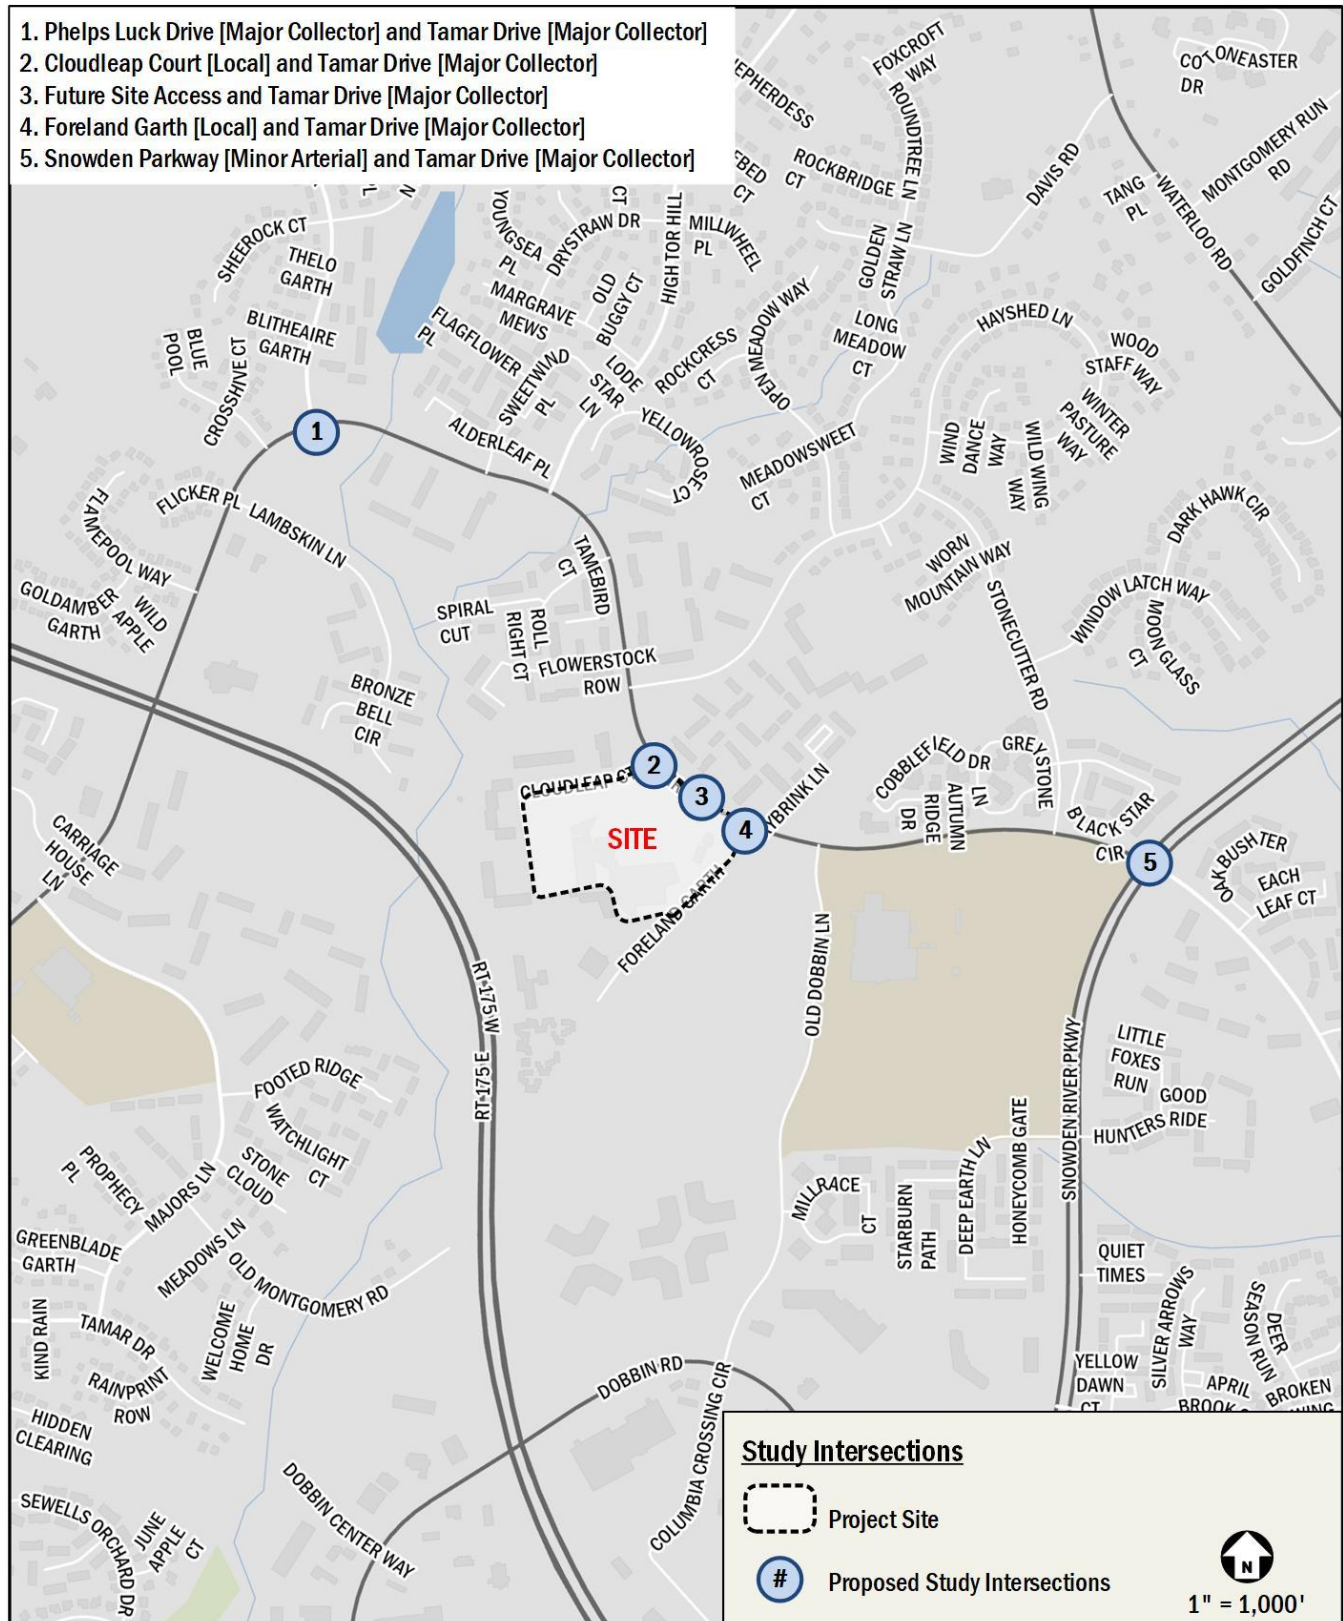 1. Phelps Luck Drive [Major Collector] and Tamar Drive [Major Collector]
2. Cloudleap Court [Local] and Tamar Drive [Major Collector]
3. Future Site Access and Tamar Drive [Major Collector]
4. Foreland Garth [Local] and Tamar Drive [Major Collector]
5. Snowden Parkway [Minor Arterial] and Tamar Drive [Major Collector]
FOXCROFT
WAY
COTONEASTER
DR
ROUNDTREE LN
ROCKBRIDGE
CT
CT
DAVIS RD
TANG
PL
WATERLOO RD
MONTGOMERY RUN
RD
GOLDFINCH CT
SHEEROCK CT
THELO
GARTH
BLITHEAIRE
GARTH
BLUE
POOL
CROSSHIVE CT
YOUNGSEA
PL
CT
DRYSTRAW DR
HIGH TOR HILL
MILLWHEEL
PL
MARGRAVE
MEWS
OLD
BUGGY CT
FLAGFLOWER
PL
SWEETWIND
PL
LODE
STAR
LN
ROCKCRESS
CT
OPEN MEADOW WAY
GOLDEN
STRAW LN
LONG
MEADOW
CT
HAYSHED LN
WOOD
STAFF WAY
WINTER
PASTURE
WAY
WIND
DANCE
WAY
WILD WING
WAY
1
ALDERLEAF PL
YELLOWROSE CT
MEADOWSWEET
CT
FLICKER PL
LAMBSKIN LN
FLAMEPOOL WAY
GOLDAMBER
GARTH
WILD
APPLE
DARK HAWK CIR
WORN
MOUNTAIN WAY
STONECUTTER RD
WINDOW LATCH WAY
MOON GLASS
CT
TAMEBIRD
CT
SPIRAL
CUT
ROLL
RIGHT CT
FLOWERSTOCK
ROW
BRONZE
BELL
CIR
CLOUDLEAP CT
2
3
4
SITE
FORELAND GARTH
COBBLEFIELD DR
GREYSTONE
LN
AUTUMN
RIDGE
DR
BLACK STAR
CIR
5
OAK BUSH TER
EACH
LEAF CT
CARRIAGE
HOUSE
LN
RT 175 W
RT 175 E
OLD DOBBIN LN
SNOWDEN RIVER PKWY
LITTLE
FOXES
RUN
GOOD
HUNTERS RIDE
FOOTED RIDGE
WATCHLIGHT
CT
STONE
CLOUD
PROPHECY
PL
MAJORS LN
MEADOWS LN
OLD MONTGOMERY RD
GREENBLADE
GARTH
KIND RAIN
TAMAR DR
WELCOME
HOME
DR
RAINPRINT
ROW
HIDDEN
CLEARING
SEWELLS ORCHARD DR
JUNE
APPLE
CT
DOBBIN CENTER WAY
DOBBIN RD
COLUMBIA CROSSING CIR
MILLRACE
CT
STARBURN
PATH
DEEP EARTH LN
HONEYCOMB GATE
QUIET
TIMES
SILVER ARROWS
WAY
DEER
SEASON RUN
YELLOW
DAWN
CT
APRIL
BROOK
BROKEN
Study Intersections
Project Site
#
Proposed Study Intersections
N
1" = 1,000'